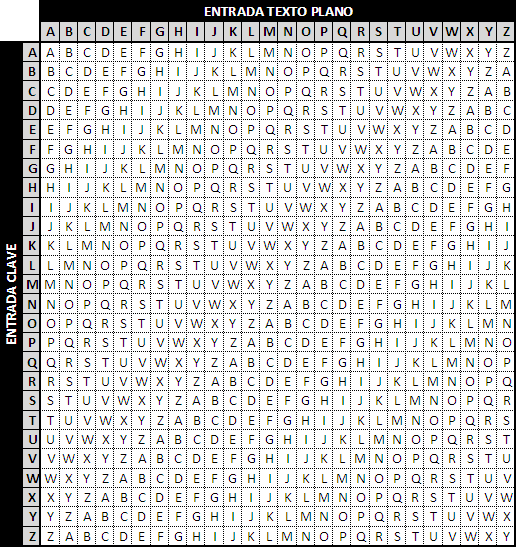 ENTRADA TEXTO PLANO
A B C D E F G H I J K L M N O P Q R S T U V W X Y Z
ENTRADA CLAVE
A A B C D E F G H I J K L M N O P Q R S T U V W X Y Z
B B C D E F G H I J K L M N O P Q R S T U V W X Y Z A
C C D E F G H I J K L M N O P Q R S T U V W X Y Z A B
D D E F G H I J K L M N O P Q R S T U V W X Y Z A B C
E E F G H I J K L M N O P Q R S T U V W X Y Z A B C D
F F G H I J K L M N O P Q R S T U V W X Y Z A B C D E
G G H I J K L M N O P Q R S T U V W X Y Z A B C D E F
H H I J K L M N O P Q R S T U V W X Y Z A B C D E F G
I I J K L M N O P Q R S T U V W X Y Z A B C D E F G H
J J K L M N O P Q R S T U V W X Y Z A B C D E F G H I
K K L M N O P Q R S T U V W X Y Z A B C D E F G H I J
L L M N O P Q R S T U V W X Y Z A B C D E F G H I J K
M M N O P Q R S T U V W X Y Z A B C D E F G H I J K L
N N O P Q R S T U V W X Y Z A B C D E F G H I J K L M
O O P Q R S T U V W X Y Z A B C D E F G H I J K L M N
P P Q R S T U V W X Y Z A B C D E F G H I J K L M N O
Q Q R S T U V W X Y Z A B C D E F G H I J K L M N O P
R R S T U V W X Y Z A B C D E F G H I J K L M N O P Q
S S T U V W X Y Z A B C D E F G H I J K L M N O P Q R
T T U V W X Y Z A B C D E F G H I J K L M N O P Q R S
U U V W X Y Z A B C D E F G H I J K L M N O P Q R S T
V V W X Y Z A B C D E F G H I J K L M N O P Q R S T U
W W X Y Z A B C D E F G H I J K L M N O P Q R S T U V
X X Y Z A B C D E F G H I J K L M N O P Q R S T U V W
Y Y Z A B C D E F G H I J K L M N O P Q R S T U V W X
Z Z A B C D E F G H I J K L M N O P Q R S T U V W X Y